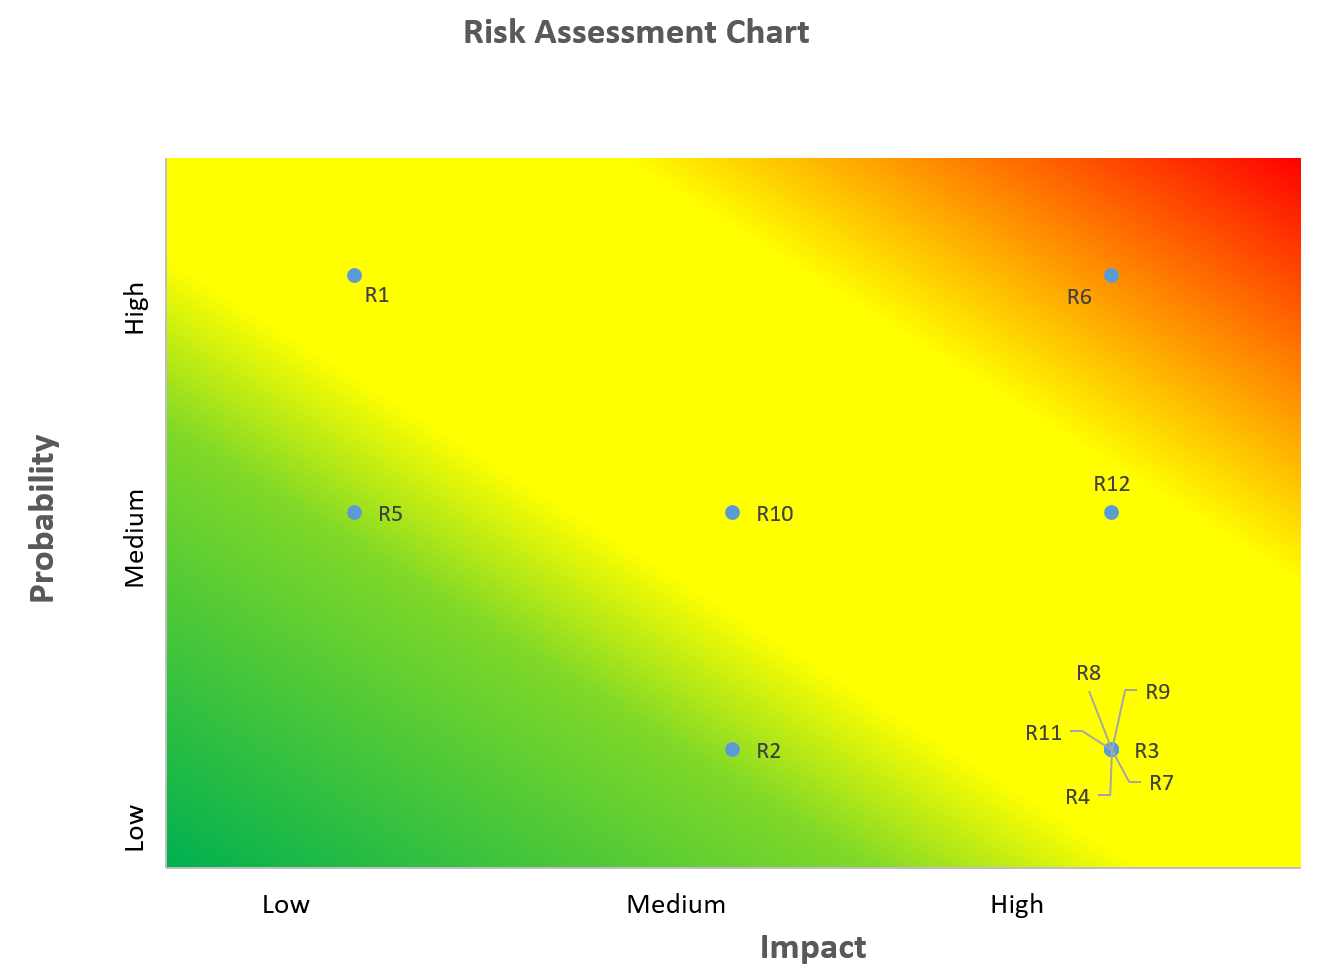 Risk Assessment Chart
Probability
High
Medium
Low
R1
R6
R12
R5
R10
R8
R9
R11
R3
R2
R7
R4
Low
Medium
High
Impact